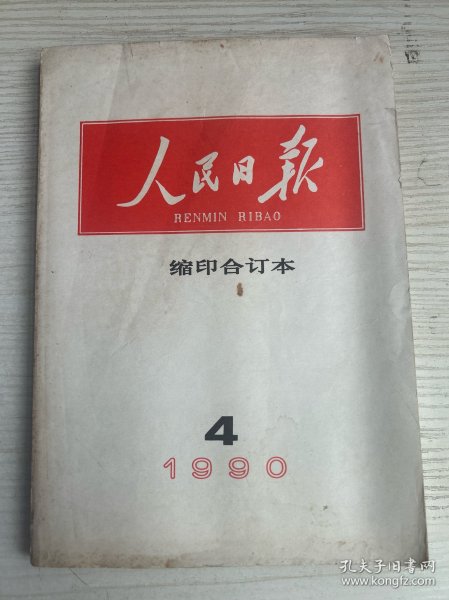 人民日报
RENMIN RIBAO
缩印合订本
4
1990
孔夫子旧书网
www.kongfz.com